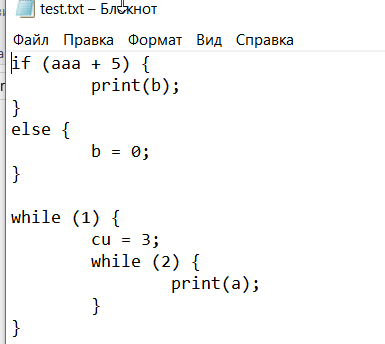 test.txt – Блокнот
Файл Правка Формат Вид Справка
if (aaa + 5) {
print(b);
}
else {
b = 0;
}
while (1) {
cu = 3;
while (2) {
print(a);
}
}